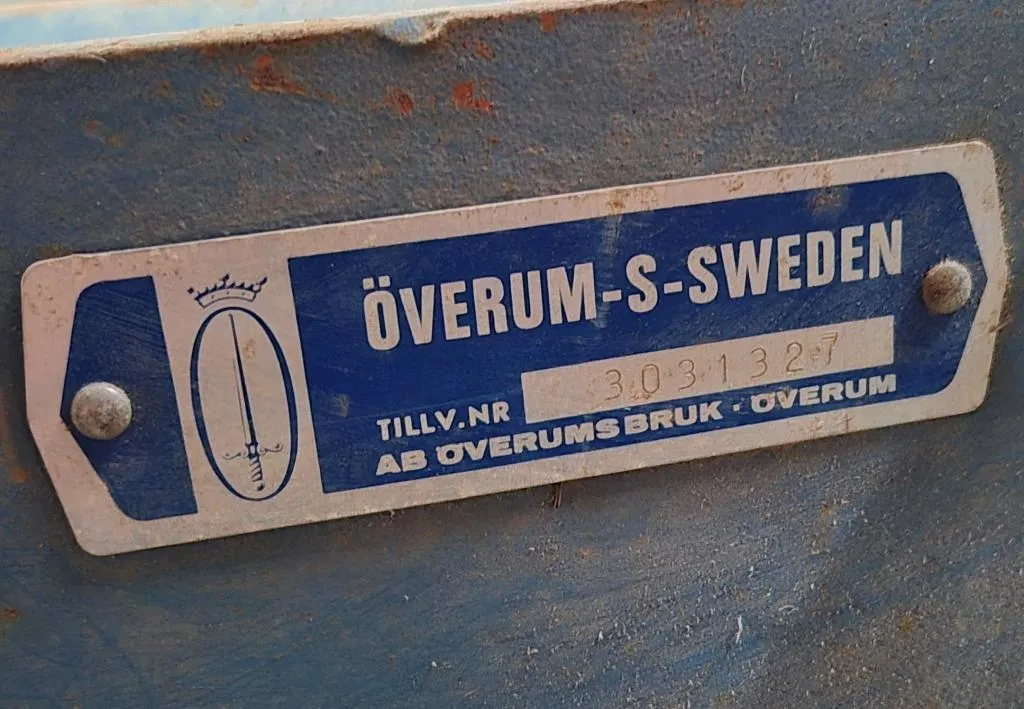 ÖVERUM-S-SWEDEN
TILLV.NR 3031327
AB ÖVERUMSBRUK · ÖVERUM